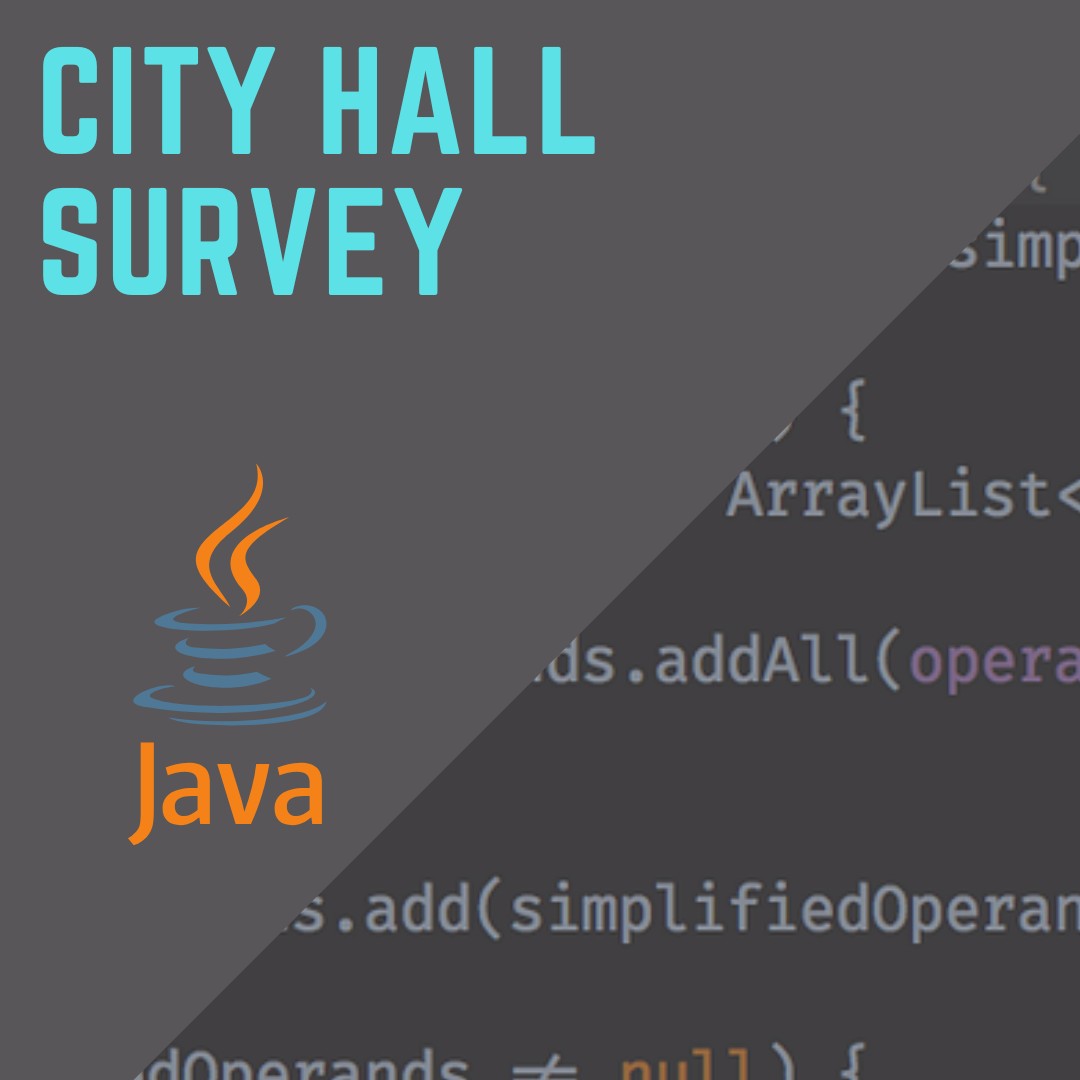 CITY HALL
SURVEY
simp
) {
ArrayList<
ds.addAll(opera
Java
s.add(simplifiedOperan
dOperands ≠ null) {